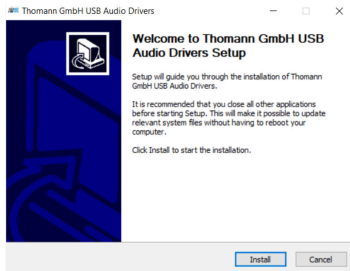 Thomann GmbH USB Audio Drivers
Welcome to Thomann GmbH USB
Audio Drivers Setup
Setup will guide you through the installation of Thomann
GmbH USB Audio Drivers.
It is recommended that you close all other applications
before starting Setup. This will make it possible to update
relevant system files without having to reboot your
computer.
Click Install to start the installation.
Install
Cancel